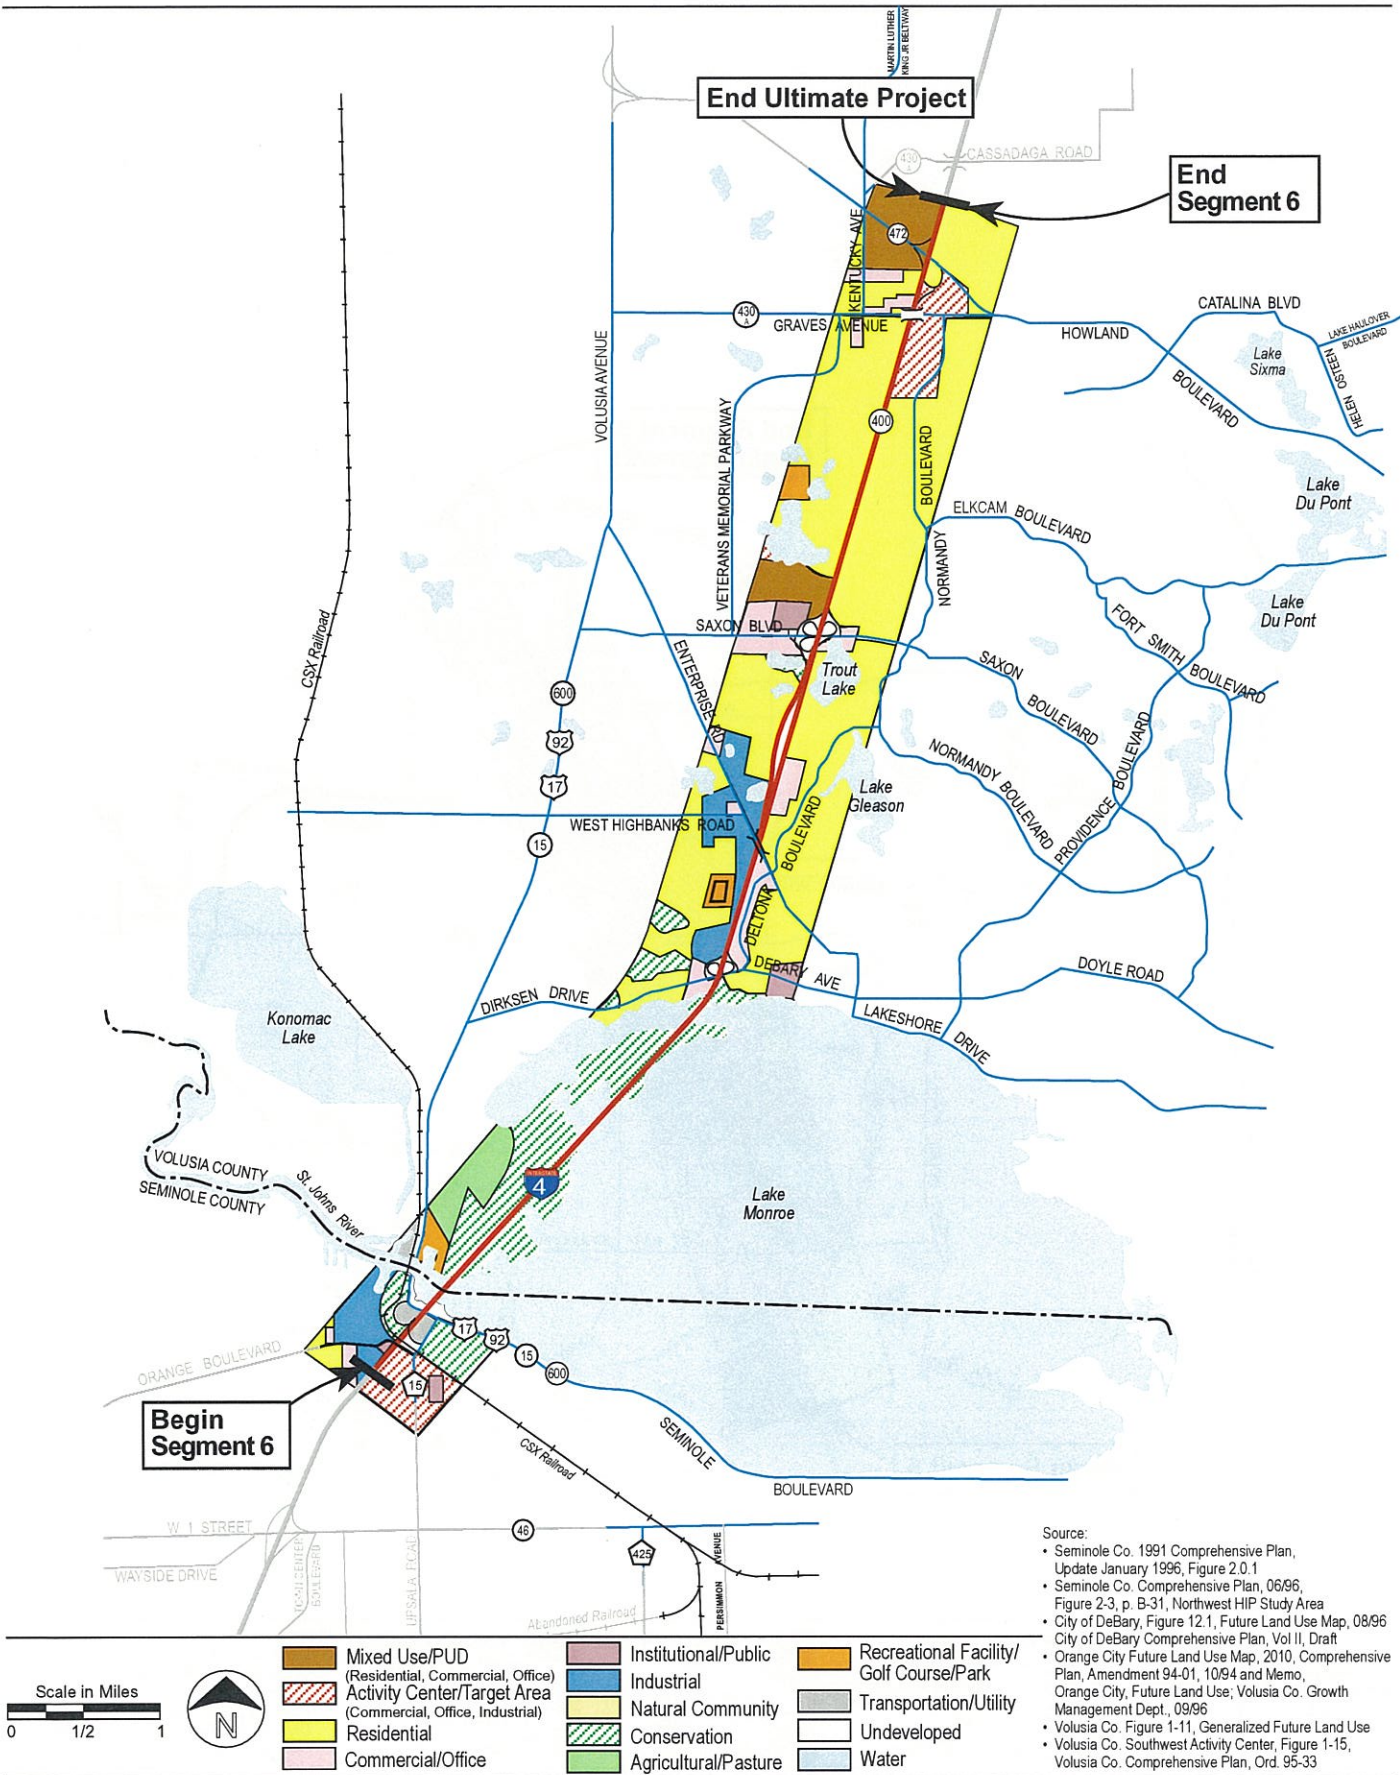 MARTIN LUTHER
KING JR BELTWAY
End Ultimate Project
430
CASSADAGA ROAD
End
Segment 6
472
KENTUCKY AVE
430
A
GRAVES AVENUE
HOWLAND
BOULEVARD
CATALINA BLVD
LAKE HAULOVER
BOULEVARD
HELEN OSTEEN
Lake
Sixma
VOLUSIA AVENUE
400
VETERANS MEMORIAL PARKWAY
BOULEVARD
NORMANDY
ELKCAM BOULEVARD
Lake
Du Pont
Lake
Du Pont
CSX Railroad
SAXON BLVD
ENTERPRISE RD
Trout
Lake
SAXON
BOULEVARD
FORT SMITH BOULEVARD
600
92
17
15
NORMANDY BOULEVARD
PROVIDENCE BOULEVARD
Lake
Gleason
WEST HIGHBANKS ROAD
BOULEVARD
DELTONA
DEBARY AVE
DOYLE ROAD
DIRKSEN DRIVE
LAKESHORE DRIVE
Konomac
Lake
VOLUSIA COUNTY
SEMINOLE COUNTY
St. Johns River
INTERSTATE
4
Lake
Monroe
17
92
15
600
ORANGE BOULEVARD
15
Begin
Segment 6
SEMINOLE
BOULEVARD
CSX Railroad
W 1 STREET
46
425
WAYSIDE DRIVE
TOWN CENTER
BOULEVARD
UPSALA ROAD
Abandoned Railroad
PERSIMMON AVENUE
Source:
• Seminole Co. 1991 Comprehensive Plan,
Update January 1996, Figure 2.0.1
• Seminole Co. Comprehensive Plan, 06/96,
Figure 2-3, p. B-31, Northwest HIP Study Area
• City of DeBary, Figure 12.1, Future Land Use Map, 08/96
City of DeBary Comprehensive Plan, Vol II, Draft
• Orange City Future Land Use Map, 2010, Comprehensive
Plan, Amendment 94-01, 10/94 and Memo,
Orange City, Future Land Use; Volusia Co. Growth
Management Dept., 09/96
• Volusia Co. Figure 1-11, Generalized Future Land Use
• Volusia Co. Southwest Activity Center, Figure 1-15,
Volusia Co. Comprehensive Plan, Ord. 95-33
Scale in Miles
0 1/2 1
N
Mixed Use/PUD
(Residential, Commercial, Office)
Activity Center/Target Area
(Commercial, Office, Industrial)
Residential
Commercial/Office
Institutional/Public
Industrial
Natural Community
Conservation
Agricultural/Pasture
Recreational Facility/
Golf Course/Park
Transportation/Utility
Undeveloped
Water